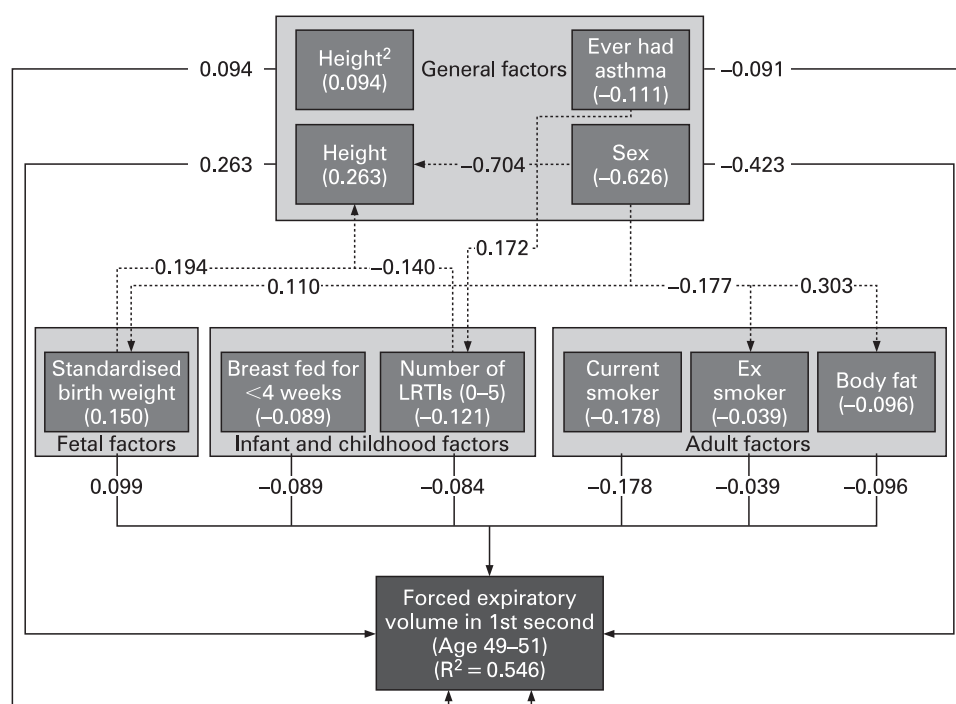 Height²
(0.094)
General factors
Ever had
asthma
(–0.111)
0.094
–0.091
Height
(0.263)
Sex
(–0.626)
0.263
–0.704
–0.423
0.172
0.194
–0.140
0.110
–0.177
0.303
Standardised
birth weight
(0.150)
Fetal factors
Breast fed for
<4 weeks
(–0.089)
Number of
LRTIs (0–5)
(–0.121)
Infant and childhood factors
Current
smoker
(–0.178)
Ex
smoker
(–0.039)
Body fat
(–0.096)
Adult factors
0.099
–0.089
–0.084
–0.178
–0.039
–0.096
Forced expiratory
volume in 1st second
(Age 49–51)
(R² = 0.546)